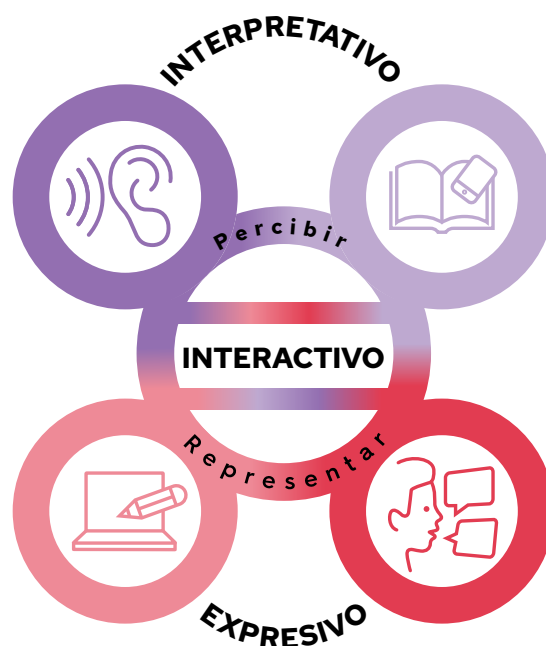 INTERPRETATIVO
Percibir
INTERACTIVO
Representar
EXPRESIVO